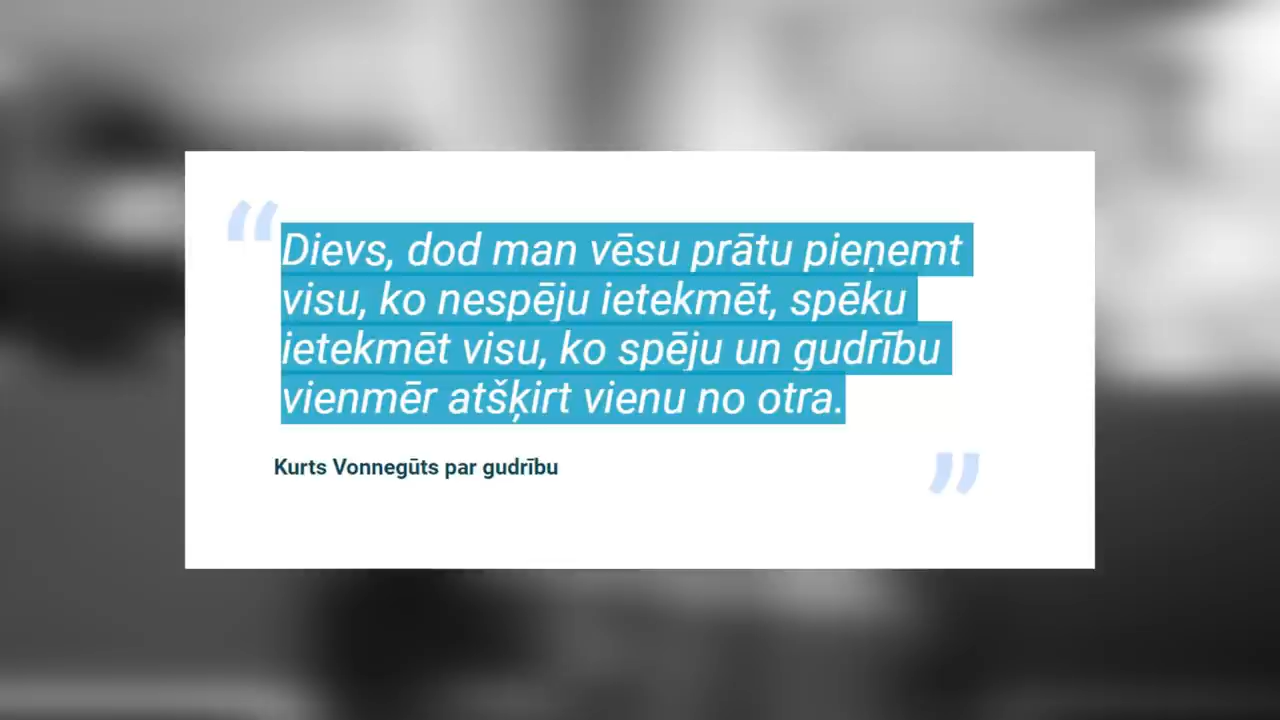 “
Dievs, dod man vēsu prātu pieņemt
visu, ko nespēju ietekmēt, spēku
ietekmēt visu, ko spēju un gudrību
vienmēr atšķirt vienu no otra.
Kurts Vonnegūts par gudrību
”